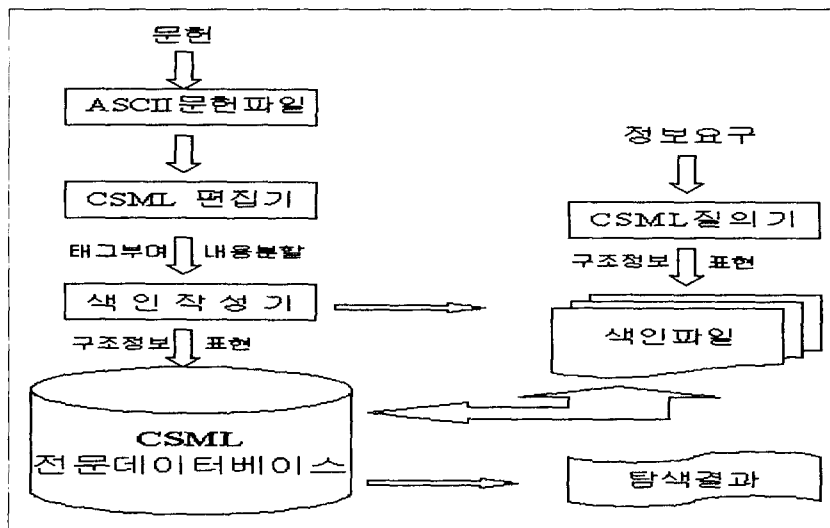 문헌
ASCII문헌파일
CSML 편집기
태그부여 내용분할
색인작성기
구조정보 표현
CSML
전문데이터베이스
정보요구
CSML질의기
구조정보 표현
색인파일
탐색결과